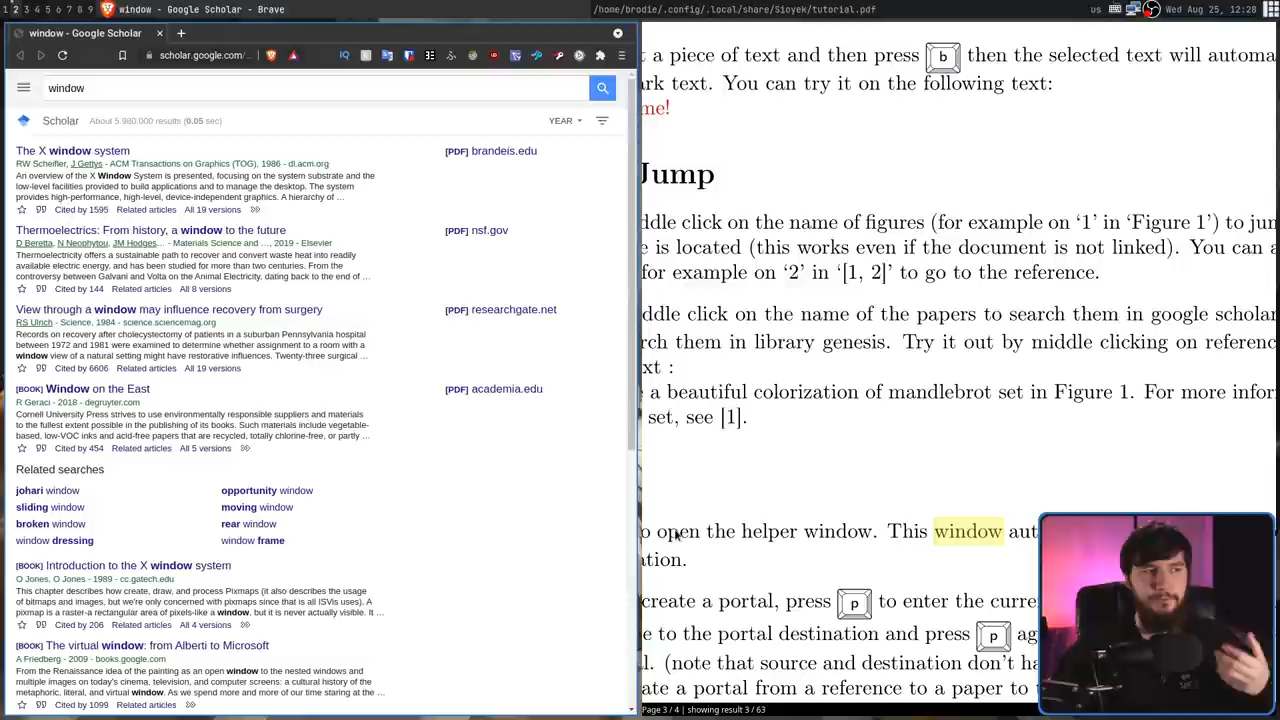 1 2 3 4 5 6 7 8 9 window - Google Scholar - Brave
/home/brodie/.config/.local/share/Sioyek/tutorial.pdf
us
Wed Aug 25, 12:28
window - Google Scholar
scholar.google.com/
window
Scholar About 5.980.000 results (0.05 sec)
YEAR
The X window system
[PDF] brandeis.edu
RW Scheifler, J Gettys - ACM Transactions on Graphics (TOG), 1986 - dl.acm.org
An overview of the X Window System is presented, focusing on the system substrate and the
low-level facilities provided to build applications and to manage the desktop. The system
provides high-performance, high-level, device-independent graphics. A hierarchy of …
Cited by 1595 Related articles All 19 versions
Thermoelectrics: From history, a window to the future
[PDF] nsf.gov
D Beretta, N Neophytou, JM Hodges… - Materials Science and …, 2019 - Elsevier
Thermoelectricity offers a sustainable path to recover and convert waste heat into readily
available electric energy, and has been studied for more than two centuries. From the
controversy between Galvani and Volta on the Animal Electricity, dating back to the end of …
Cited by 144 Related articles All 8 versions
View through a window may influence recovery from surgery
[PDF] researchgate.net
RS Ulrich - Science, 1984 - science.sciencemag.org
Records on recovery after cholecystectomy of patients in a suburban Pennsylvania hospital
between 1972 and 1981 were examined to determine whether assignment to a room with a
window view of a natural setting might have restorative influences. Twenty-three surgical …
Cited by 6606 Related articles All 19 versions
[BOOK] Window on the East
[PDF] academia.edu
R Geraci - 2018 - degruyter.com
Cornell University Press strives to use environmentally responsible suppliers and materials
to the fullest extent possible in the publishing of its books. Such materials include vegetable-
based, low-VOC inks and acid-free papers that are recycled, totally chlorine-free, or partly …
Cited by 454 Related articles All 5 versions
Related searches
johari window opportunity window
sliding window moving window
broken window rear window
window dressing window frame
Introduction to the X window system
O Jones, O Jones - 1989 - cc.gatech.edu
This chapter describes how create, draw, and process Pixmaps (it also describes the usage
of bitmaps and images, but we're only concerned with pixmaps since that is all ISVis uses). A
pixmap is a raster-a rectangular area of pixels-like a window, but it is never actually visible. It …
Cited by 206 Related articles All 4 versions
[BOOK] The virtual window: from Alberti to Microsoft
A Friedberg - 2009 - books.google.com
From the Renaissance idea of the painting as an open window to the nested windows and
multiple images on today's cinema, television, and computer screens: a cultural history of the
metaphoric, literal, and virtual window. As we spend more and more of our time staring at the …
Cited by 1099 Related articles
t a piece of text and then press b then the selected text will automa
rk text. You can try it on the following text:
me!
Jump
ddle click on the name of figures (for example on ‘1’ in ‘Figure 1’) to jum
e is located (this works even if the document is not linked). You can a
for example on ‘2’ in ‘[1, 2]’ to go to the reference.
ddle click on the name of the papers to search them in google scholar
rch them in library genesis. Try it out by middle clicking on referenc
xt :
a beautiful colorization of mandlebrot set in Figure 1. For more infor
set, see [1].
o open the helper window. This window aut
ation.
create a portal, press p to enter the curre
e to the portal destination and press p ag
l. (note that source and destination don't ha
ate a portal from a reference to a paper to
Page 3 / 4 | showing result 3 / 63